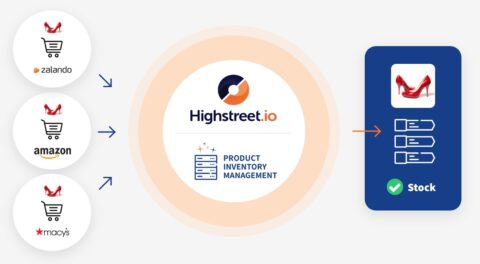 zalando
amazon
macy's
Highstreet.io
PRODUCT
INVENTORY
MANAGEMENT
Stock